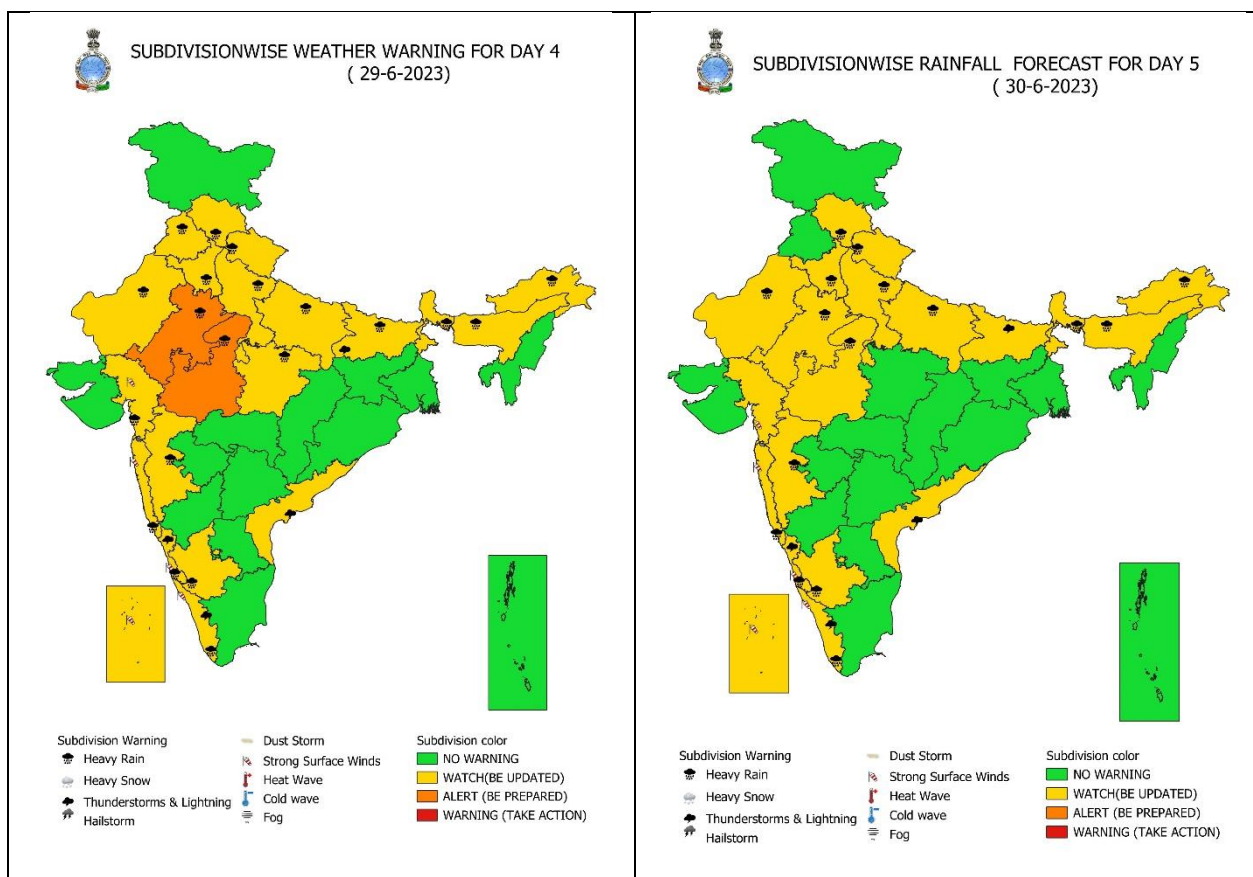 SUBDIVISIONWISE WEATHER WARNING FOR DAY 4
( 29-6-2023)
Subdivision Warning
Heavy Rain
Heavy Snow
Thunderstorms & Lightning
Hailstorm
Dust Storm
Strong Surface Winds
Heat Wave
Cold wave
Fog
Subdivision color
NO WARNING
WATCH(BE UPDATED)
ALERT (BE PREPARED)
WARNING (TAKE ACTION)
SUBDIVISIONWISE RAINFALL FORECAST FOR DAY 5
( 30-6-2023)
Subdivision Warning
Heavy Rain
Heavy Snow
Thunderstorms & Lightning
Hailstorm
Dust Storm
Strong Surface Winds
Heat Wave
Cold wave
Fog
Subdivision color
NO WARNING
WATCH(BE UPDATED)
ALERT (BE PREPARED)
WARNING (TAKE ACTION)